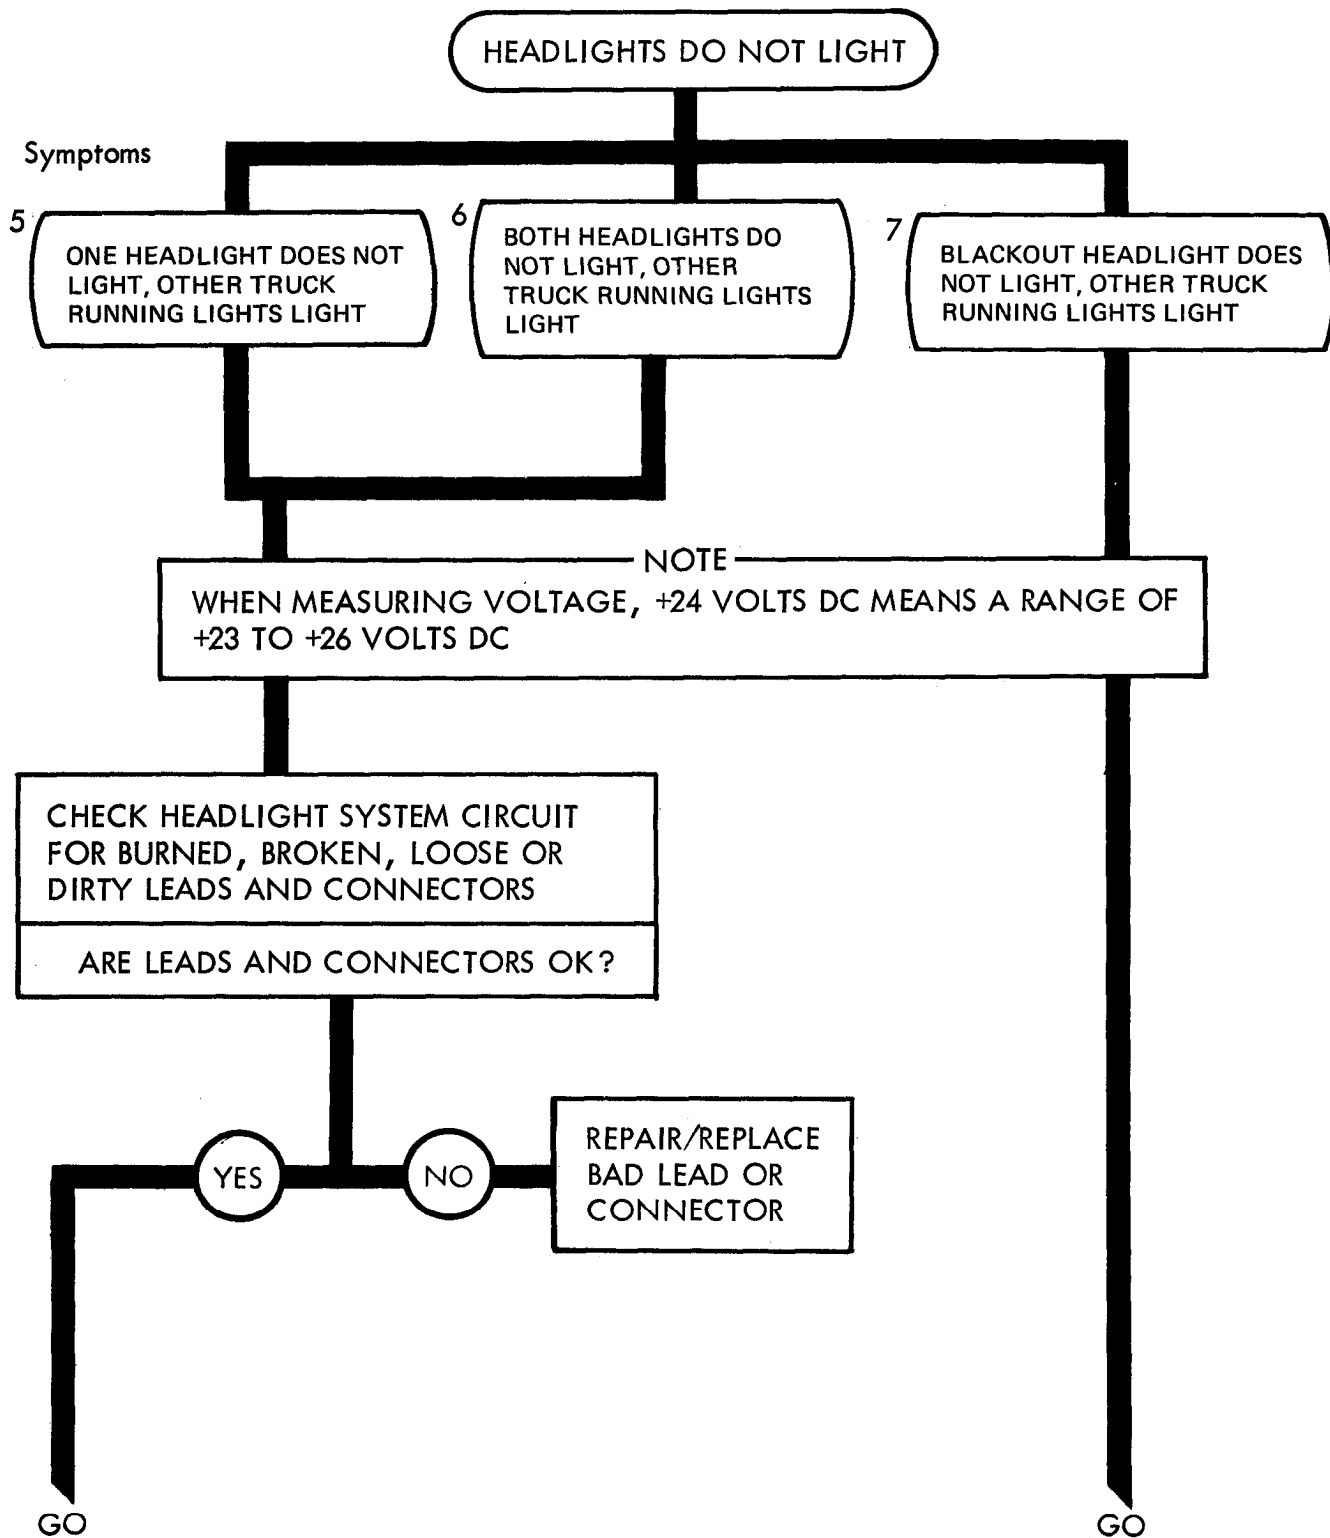 HEADLIGHTS DO NOT LIGHT
Symptoms
5
ONE HEADLIGHT DOES NOT
LIGHT, OTHER TRUCK
RUNNING LIGHTS LIGHT
6
BOTH HEADLIGHTS DO
NOT LIGHT, OTHER
TRUCK RUNNING LIGHTS
LIGHT
7
BLACKOUT HEADLIGHT DOES
NOT LIGHT, OTHER TRUCK
RUNNING LIGHTS LIGHT
NOTE
WHEN MEASURING VOLTAGE, +24 VOLTS DC MEANS A RANGE OF
+23 TO +26 VOLTS DC
CHECK HEADLIGHT SYSTEM CIRCUIT
FOR BURNED, BROKEN, LOOSE OR
DIRTY LEADS AND CONNECTORS
ARE LEADS AND CONNECTORS OK?
YES
NO
REPAIR/REPLACE
BAD LEAD OR
CONNECTOR
GO
GO